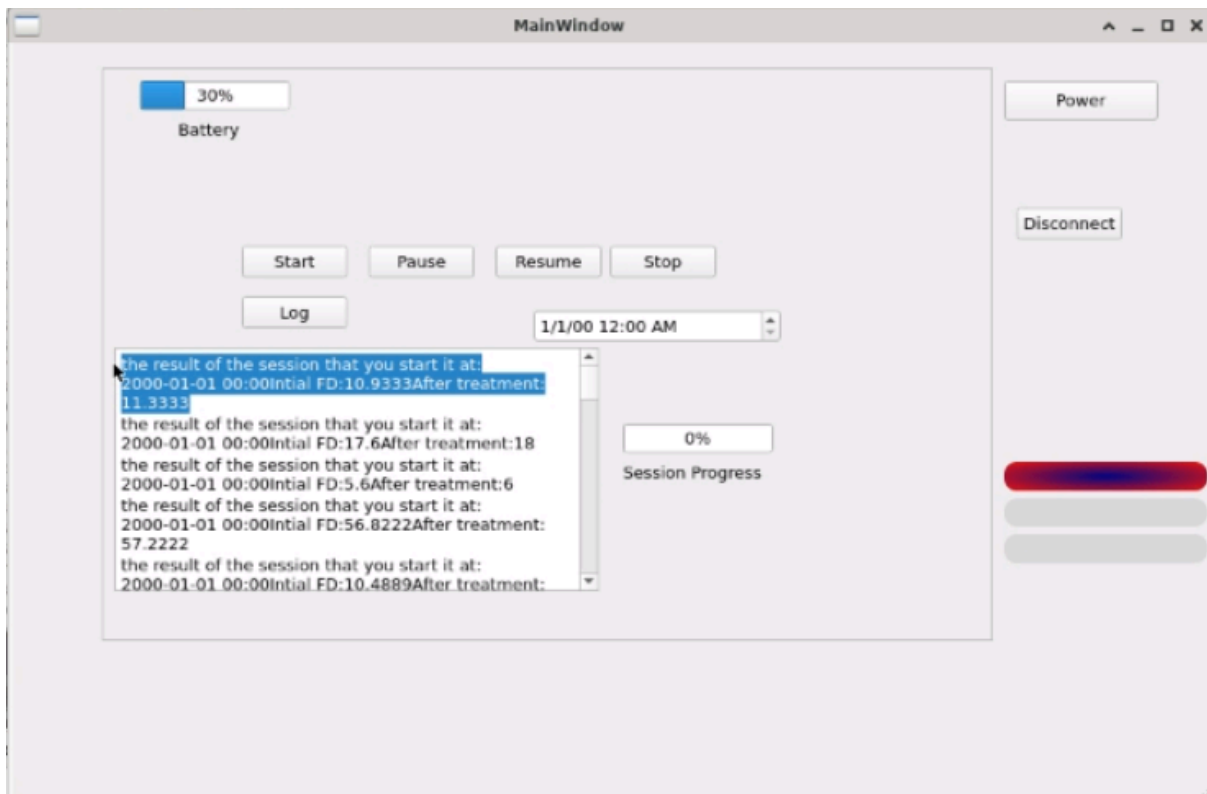 MainWindow
30%
Battery
Power
Disconnect
Start
Pause
Resume
Stop
Log
1/1/00 12:00 AM
the result of the session that you start it at:
2000-01-01 00:00Intial FD:10.9333After treatment:
11.3333
the result of the session that you start it at:
2000-01-01 00:00Intial FD:17.6After treatment:18
the result of the session that you start it at:
2000-01-01 00:00Intial FD:5.6After treatment:6
the result of the session that you start it at:
2000-01-01 00:00Intial FD:56.8222After treatment:
57.2222
the result of the session that you start it at:
2000-01-01 00:00Intial FD:10.4889After treatment:
0%
Session Progress